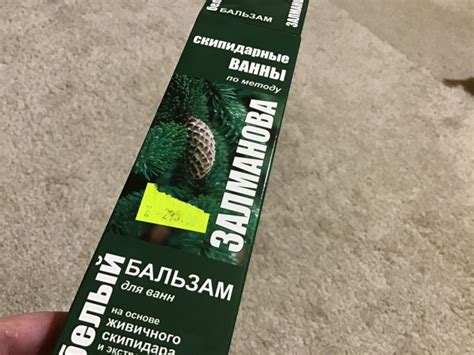 БАЛЬЗАМ
ЗАЛМАНОВА
скипидарные
ВАННЫ
по методу
ЗАЛМАНОВА
белый
БАЛЬЗАМ
для ванн
на основе
живичного
скипидара